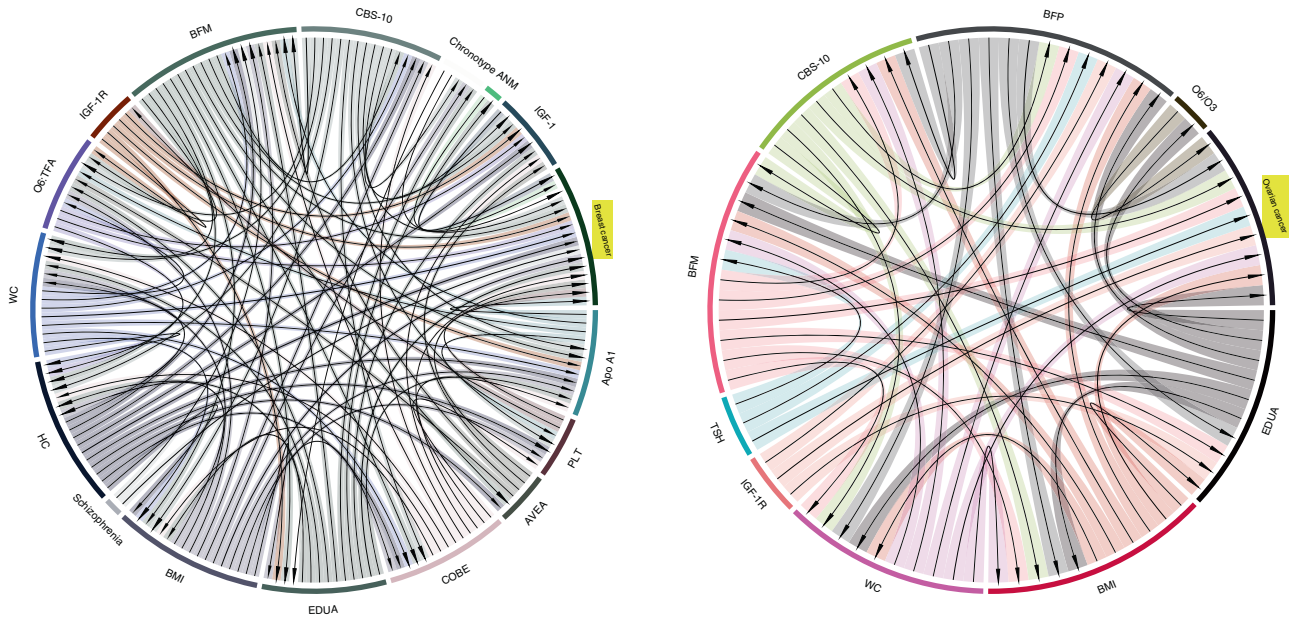 CBS-10
BFM
Chronotype ANM
IGF-1R
IGF-1
O6:TFA
Breast cancer
WC
Apo A1
HC
PLT
Schizophrenia
AVEA
BMI
COBE
EDUA
BFP
CBS-10
O6/O3
Ovarian cancer
BFM
EDUA
TSH
IGF-1R
WC
BMI